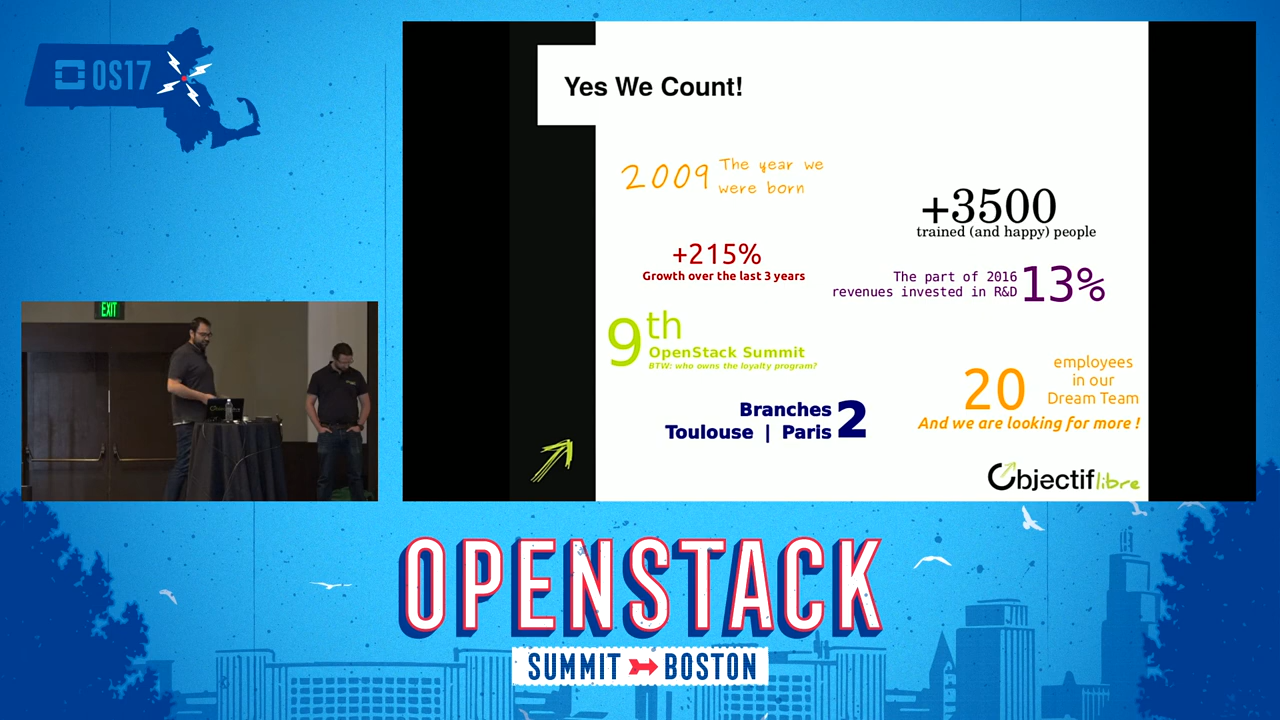 OS17
Yes We Count!
2009 The year we
were born
+3500
trained (and happy) people
+215%
Growth over the last 3 years
The part of 2016
revenues invested in R&D 13%
9th
OpenStack Summit
BTW: who owns the loyalty program?
employees
20 in our
Dream Team
And we are looking for more !
Branches 2
Toulouse | Paris
Objectif libre
EXIT
OPENSTACK
SUMMIT BOSTON